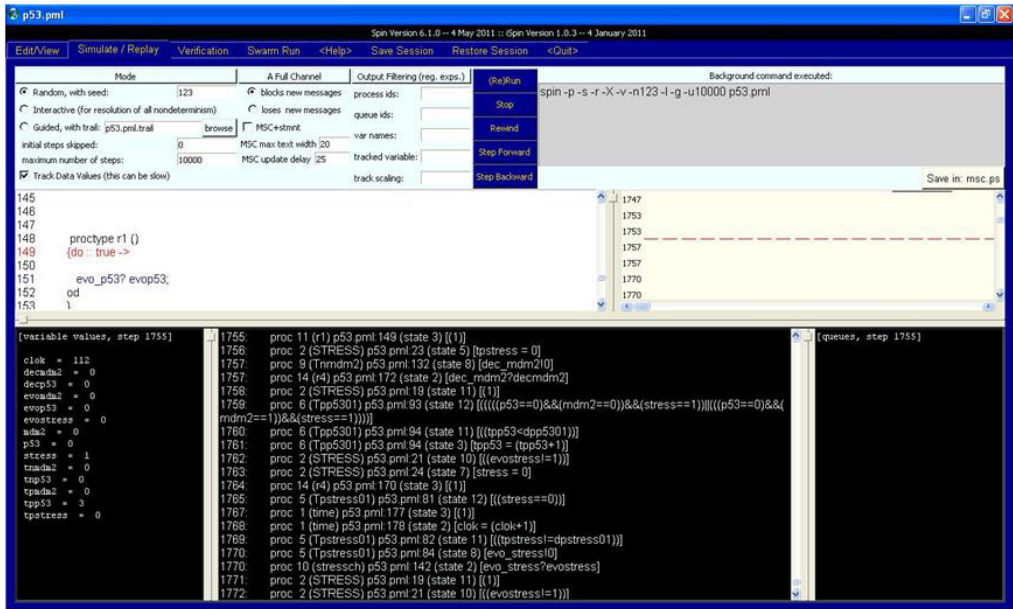 p53.pml
Spin Version 6.1.0 -- 4 May 2011 :: iSpin Version 1.0.3 -- 4 January 2011
Edit/View Simulate / Replay Verification Swarm Run <Help> Save Session Restore Session <Quit>
Mode A Full Channel Output Filtering (reg. exps.) (Re)Run Background command executed:
Random, with seed: 123 blocks new messages process ids: spin -p -s -r -X -v -n123 -l -g -u10000 p53.pml
Interactive (for resolution of all nondeterminism) loses new messages queue ids: Stop
Guided, with trail: p53.pml.trail browse MSC+stmnt var names: Rewind
initial steps skipped: 0 MSC max text width 20 tracked variable: Step Forward
maximum number of steps: 10000 MSC update delay 25
Track Data Values (this can be slow) track scaling: Step Backward Save in: msc.ps
145
146
147
148 proctype r1 ()
149 {do :: true ->
150
151 evo_p53? evop53;
152 od
153 }
1747
1753
1753
1757
1757
1770
1770
[variable values, step 1755]
clok = 112
decmdm2 = 0
decp53 = 0
evomdm2 = 0
evop53 = 0
evostress = 0
mdm2 = 0
p53 = 0
stress = 1
tnmdm2 = 0
tnp53 = 0
tpmdm2 = 0
tpp53 = 3
tpstress = 0
1755: proc 11 (r1) p53.pml:149 (state 3) [(1)]
1756: proc 2 (STRESS) p53.pml:23 (state 5) [tpstress = 0]
1757: proc 9 (Tnmdm2) p53.pml:132 (state 8) [dec_mdm2!0]
1757: proc 14 (r4) p53.pml:172 (state 2) [dec_mdm2?decmdm2]
1758: proc 2 (STRESS) p53.pml:19 (state 11) [(1)]
1759: proc 6 (Tpp5301) p53.pml:93 (state 12) [(((((p53==0)&&(mdm2==0))&&(stress==1))||(((p53==0)&&(
mdm2==1))&&(stress==1))))]
1760: proc 6 (Tpp5301) p53.pml:94 (state 11) [((tpp53<dpp5301))]
1761: proc 6 (Tpp5301) p53.pml:94 (state 3) [tpp53 = (tpp53+1)]
1762: proc 2 (STRESS) p53.pml:21 (state 10) [((evostress!=1))]
1763: proc 2 (STRESS) p53.pml:24 (state 7) [stress = 0]
1764: proc 14 (r4) p53.pml:170 (state 3) [(1)]
1765: proc 5 (Tpstress01) p53.pml:81 (state 12) [((stress==0))]
1767: proc 1 (time) p53.pml:177 (state 3) [(1)]
1768: proc 1 (time) p53.pml:178 (state 2) [clok = (clok+1)]
1769: proc 5 (Tpstress01) p53.pml:82 (state 11) [((tpstress!=dpstress01))]
1770: proc 5 (Tpstress01) p53.pml:84 (state 8) [evo_stress!0]
1770: proc 10 (stressch) p53.pml:142 (state 2) [evo_stress?evostress]
1771: proc 2 (STRESS) p53.pml:19 (state 11) [(1)]
1772: proc 2 (STRESS) p53.pml:21 (state 10) [((evostress!=1))]
[queues, step 1755]